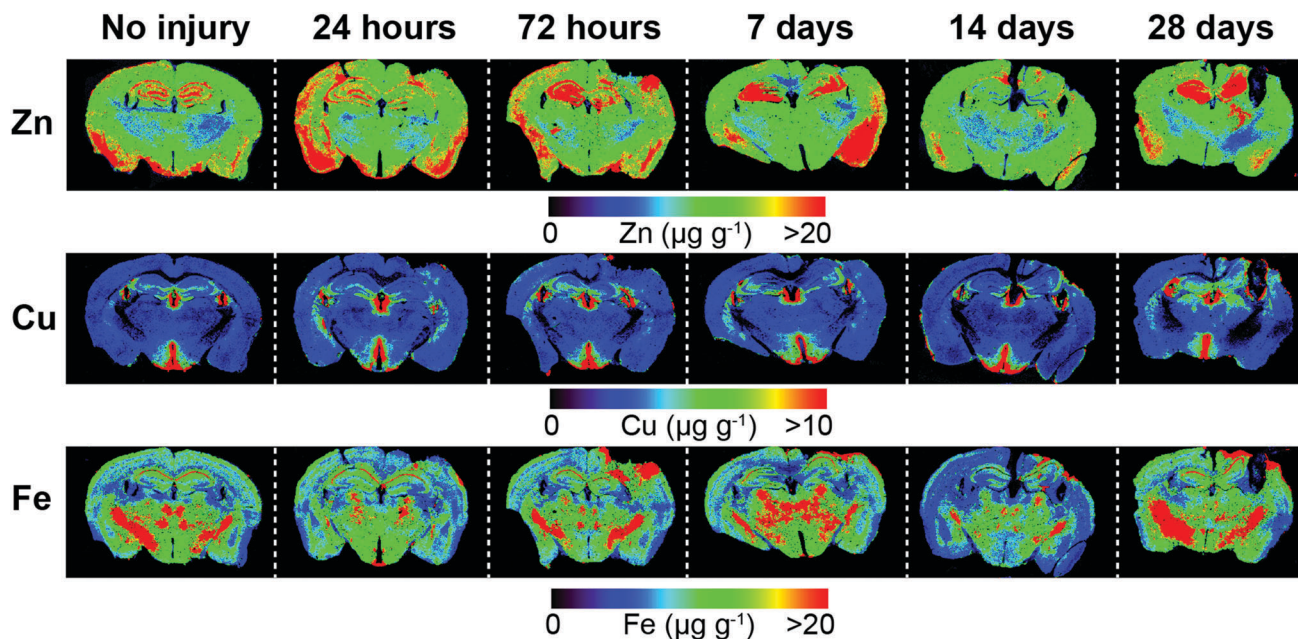 No injury 24 hours 72 hours 7 days 14 days 28 days
Zn
0 Zn (µg g⁻¹) >20
Cu
0 Cu (µg g⁻¹) >10
Fe
0 Fe (µg g⁻¹) >20